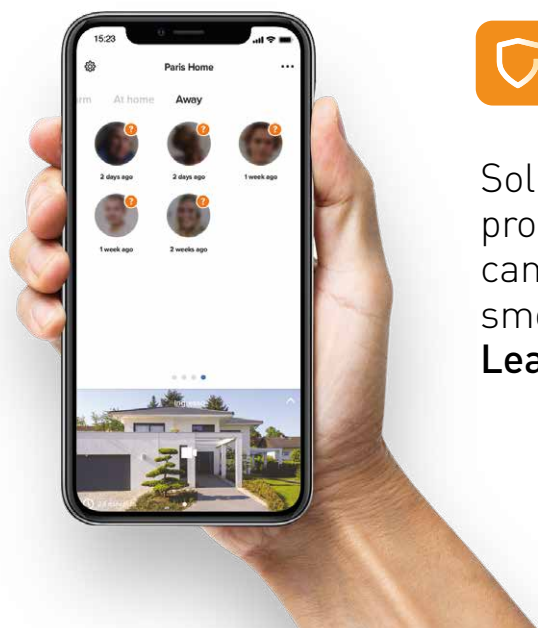 15:23
Paris Home
At home Away
? ? ?
2 days ago 2 days ago 1 week ago
? ?
1 week ago 2 weeks ago
Sol
pro
can
smo
Lea